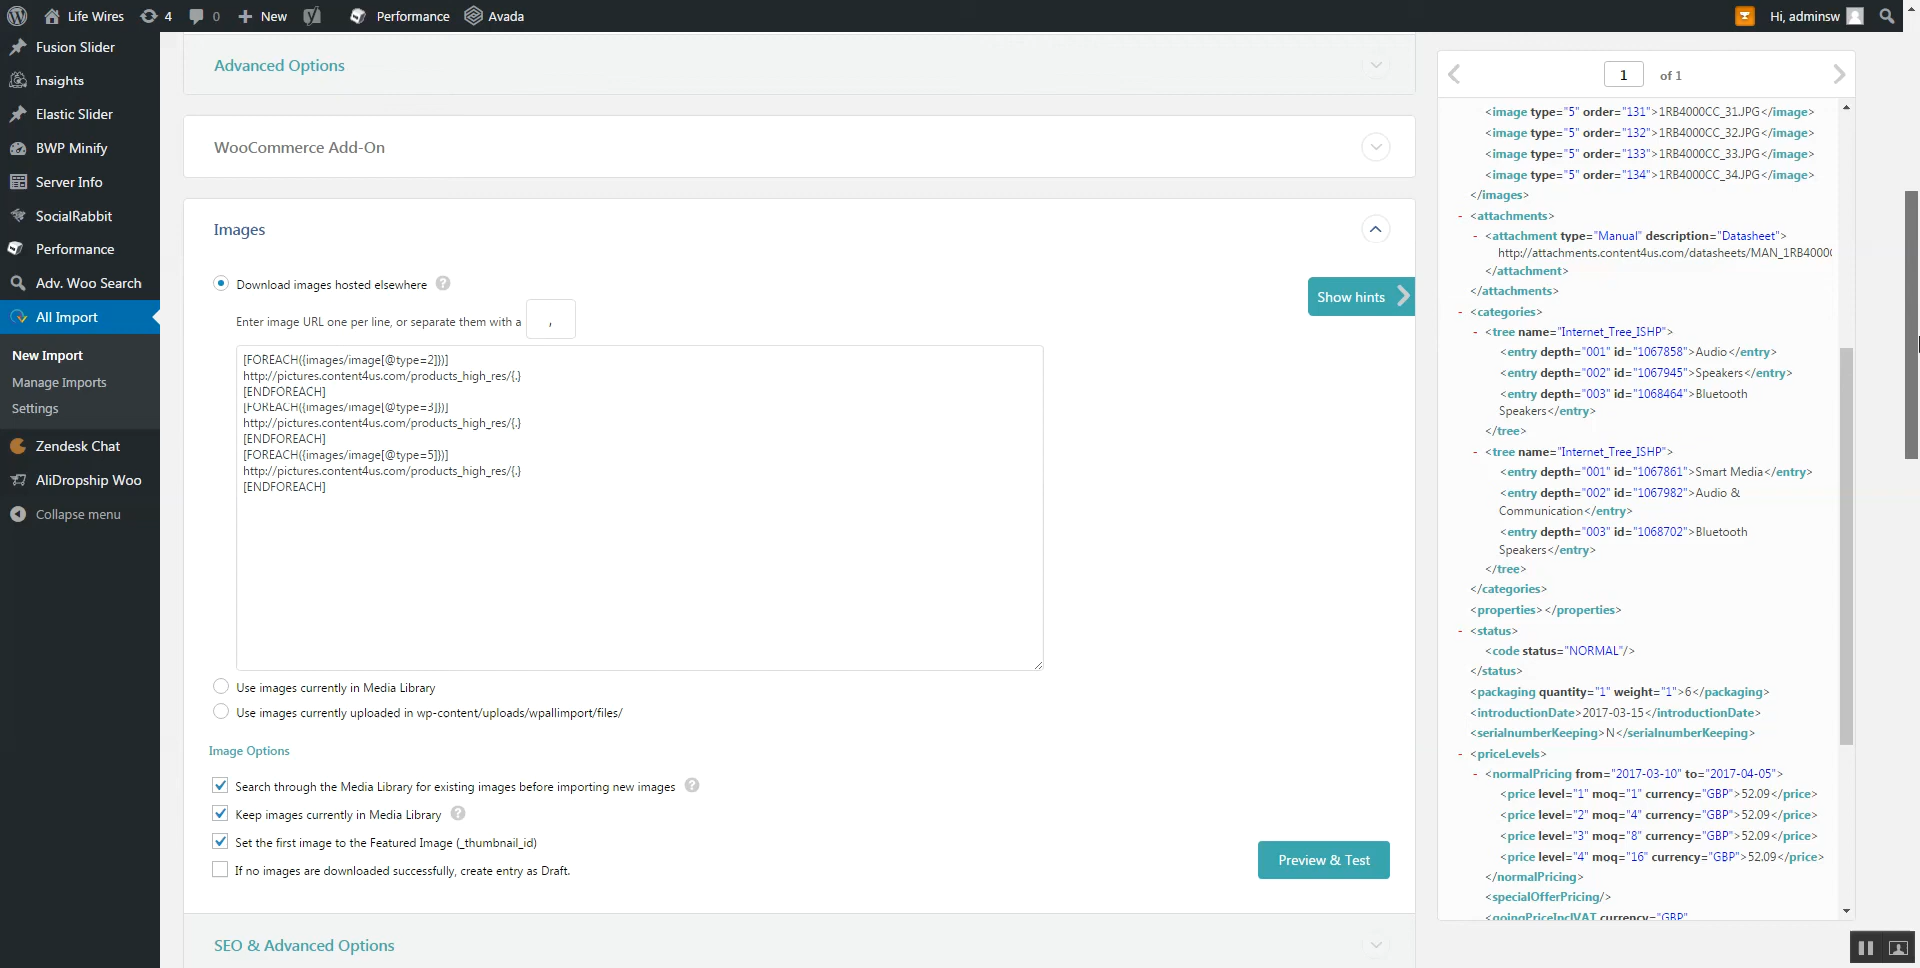 Life Wires 4 0 New Performance Avada Hi, adminsw
Fusion Slider
Insights
Elastic Slider
BWP Minify
Server Info
SocialRabbit
Performance
Adv. Woo Search
All Import
New Import
Manage Imports
Settings
Zendesk Chat
AliDropship Woo
Collapse menu
Advanced Options
WooCommerce Add-On
Images
Download images hosted elsewhere ?
Show hints
Enter image URL one per line, or separate them with a ,
[FOREACH({images/image[@type=2]})]
http://pictures.content4us.com/products_high_res/{.}
[ENDFOREACH]
[FOREACH({images/image[@type=3]})]
http://pictures.content4us.com/products_high_res/{.}
[ENDFOREACH]
[FOREACH({images/image[@type=5]})]
http://pictures.content4us.com/products_high_res/{.}
[ENDFOREACH]
Use images currently in Media Library
Use images currently uploaded in wp-content/uploads/wpallimport/files/
Image Options
Search through the Media Library for existing images before importing new images ?
Keep images currently in Media Library ?
Set the first image to the Featured Image (_thumbnail_id)
If no images are downloaded successfully, create entry as Draft.
Preview & Test
SEO & Advanced Options
1 of 1
<image type="5" order="131">1RB4000CC_31.JPG</image>
<image type="5" order="132">1RB4000CC_32.JPG</image>
<image type="5" order="133">1RB4000CC_33.JPG</image>
<image type="5" order="134">1RB4000CC_34.JPG</image>
</images>
- <attachments>
- <attachment type="Manual" description="Datasheet">
http://attachments.content4us.com/datasheets/MAN_1RB4000
</attachment>
</attachments>
- <categories>
- <tree name="Internet_Tree_ISHP">
<entry depth="001" id="1067858">Audio</entry>
<entry depth="002" id="1067945">Speakers</entry>
<entry depth="003" id="1068464">Bluetooth
Speakers</entry>
</tree>
- <tree name="Internet_Tree_ISHP">
<entry depth="001" id="1067861">Smart Media</entry>
<entry depth="002" id="1067982">Audio &
Communication</entry>
<entry depth="003" id="1068702">Bluetooth
Speakers</entry>
</tree>
</categories>
<properties></properties>
- <status>
<code status="NORMAL"/>
</status>
<packaging quantity="1" weight="1">6</packaging>
<introductionDate>2017-03-15</introductionDate>
<serialnumberKeeping>N</serialnumberKeeping>
- <priceLevels>
- <normalPricing from="2017-03-10" to="2017-04-05">
<price level="1" moq="1" currency="GBP">52.09</price>
<price level="2" moq="4" currency="GBP">52.09</price>
<price level="3" moq="8" currency="GBP">52.09</price>
<price level="4" moq="16" currency="GBP">52.09</price>
</normalPricing>
<specialOfferPricing/>
<goingPriceInclVAT currency="GBP"